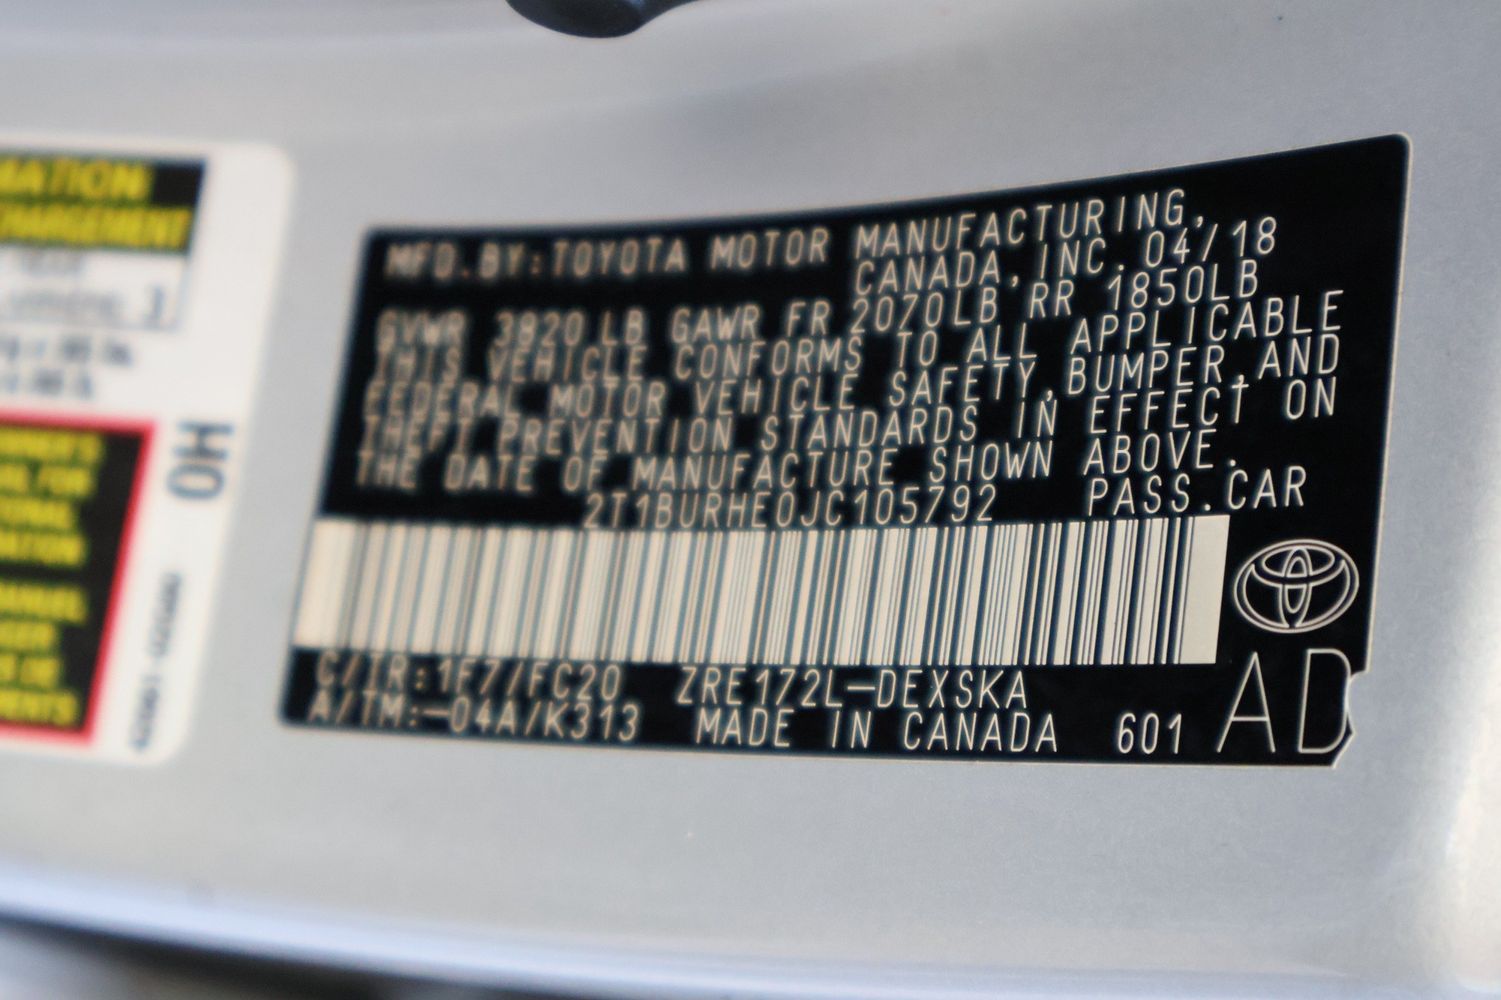 MATION
CHARGEMENT
HO
MFD.BY:TOYOTA MOTOR MANUFACTURING,
CANADA,INC.04/18
GVWR 3820 LB GAWR FR 2070LB RR 1850LB
THIS VEHICLE CONFORMS TO ALL APPLICABLE
FEDERAL MOTOR VEHICLE SAFETY,BUMPER,AND
THEFT PREVENTION STANDARDS IN EFFECT ON
THE DATE OF MANUFACTURE SHOWN ABOVE.
2T1BURHE0JC105792 PASS.CAR
C/TR:1F7/FC20 ZRE172L-DEXSKA
A/TM:-04A/K313 MADE IN CANADA 601
AD